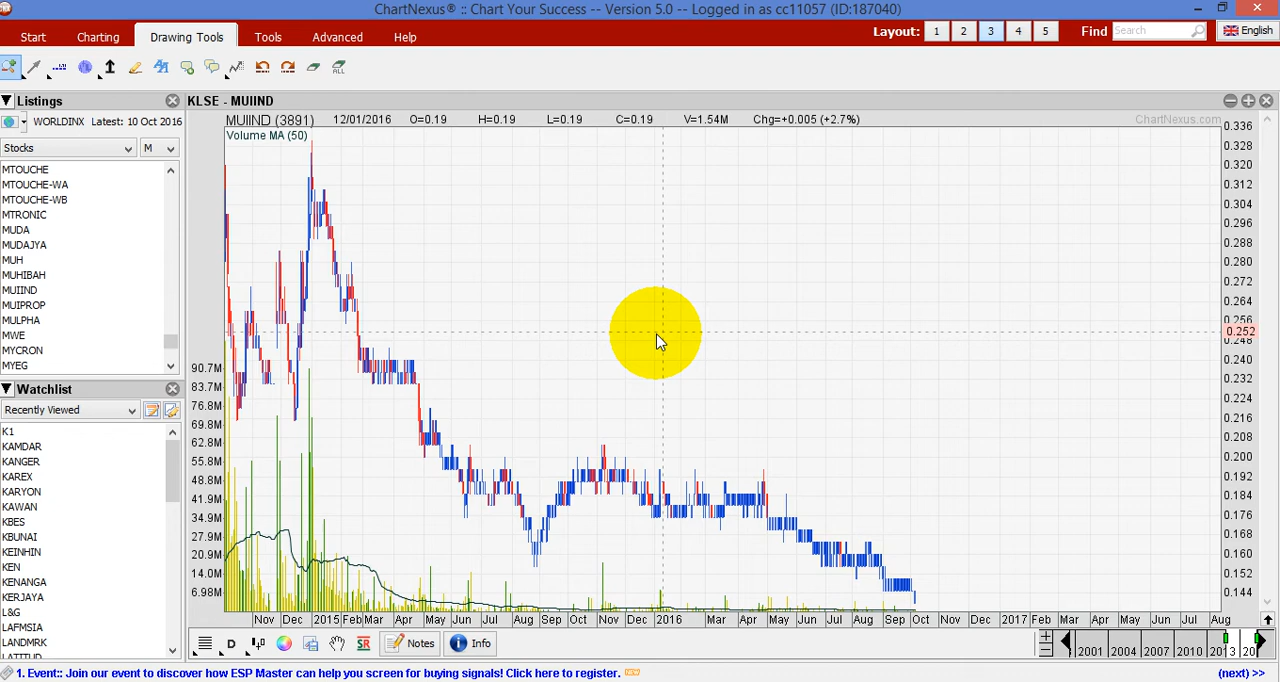 ChartNexus® :: Chart Your Success -- Version 5.0 -- Logged in as cc11057 (ID:187040)
Start Charting Drawing Tools Tools Advanced Help Layout: 1 2 3 4 5 Find Search English
ALL
Listings
KLSE - MUIIND
WORLDINX Latest: 10 Oct 2016
MUIIND (3891) 12/01/2016 O=0.19 H=0.19 L=0.19 C=0.19 V=1.54M Chg=+0.005 (+2.7%) ChartNexus.com
Volume MA (50)
Stocks M
MTOUCHE
MTOUCHE-WA
MTOUCHE-WB
MTRONIC
MUDA
MUDAJYA
MUH
MUHIBAH
MUIIND
MUIPROP
MULPHA
MWE
MYCRON
MYEG
Watchlist
Recently Viewed
K1
KAMDAR
KANGER
KAREX
KARYON
KAWAN
KBES
KBUNAI
KEINHIN
KEN
KENANGA
KERJAYA
L&G
LAFMSIA
LANDMRK
LATITUD
0.336
0.328
0.320
0.312
0.304
0.296
0.288
0.280
0.272
0.264
0.256
0.252
0.248
0.240
0.232
0.224
0.216
0.208
0.200
0.192
0.184
0.176
0.168
0.160
0.152
0.144
90.7M
83.7M
76.8M
69.8M
62.8M
55.8M
48.8M
41.9M
34.9M
27.9M
20.9M
14.0M
6.98M
Nov Dec 2015 Feb Mar Apr May Jun Jul Aug Sep Oct Nov Dec 2016 Mar Apr May Jun Jul Aug Sep Oct Nov Dec 2017 Mar Apr May Jun Jul Aug
D SR Notes Info
2001 2004 2007 2010 201 3 20
1. Event:: Join our event to discover how ESP Master can help you screen for buying signals! Click here to register. NEW (next) >>